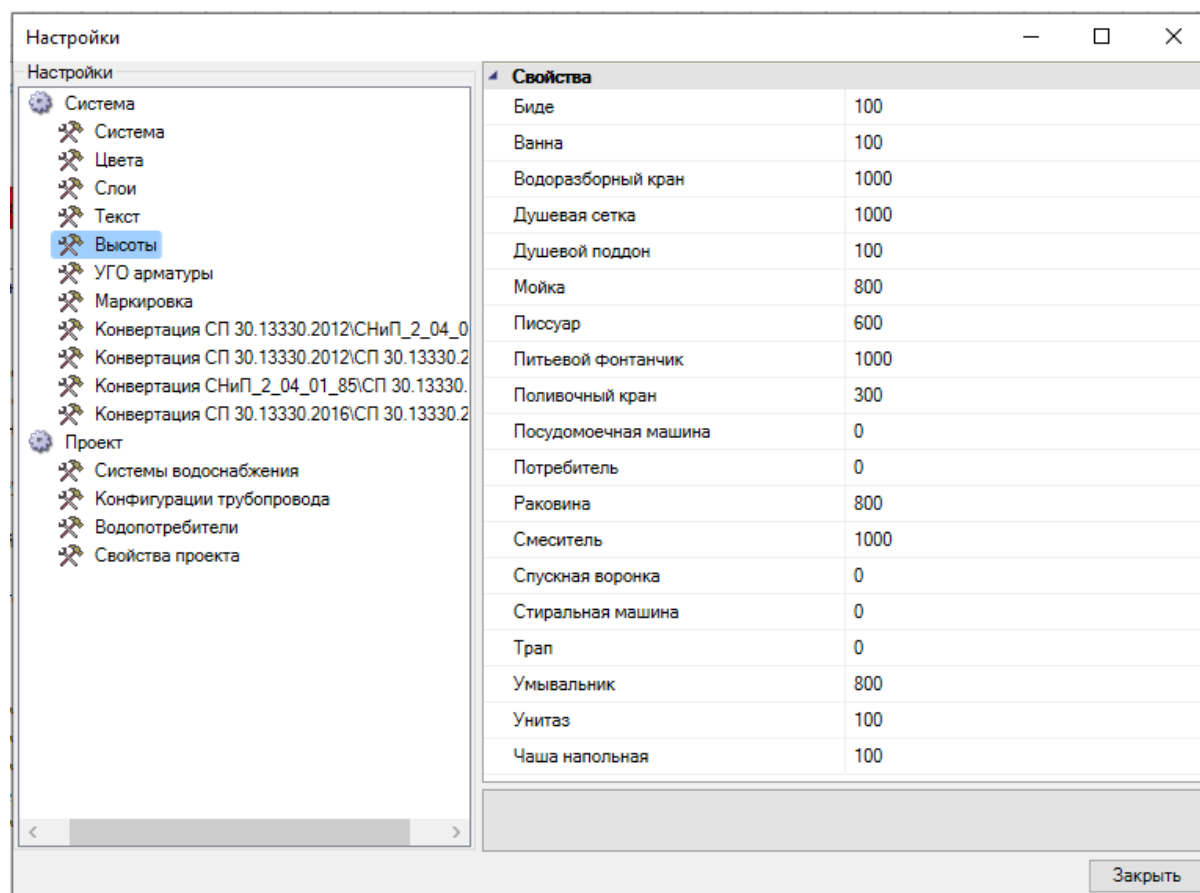 Настройки
Настройки
Система
Система
Цвета
Слои
Текст
Высоты
УГО арматуры
Маркировка
Конвертация СП 30.13330.2012\СНиП_2_04_0
Конвертация СП 30.13330.2012\СП 30.13330.2
Конвертация СНиП_2_04_01_85\СП 30.13330.
Конвертация СП 30.13330.2016\СП 30.13330.2
Проект
Системы водоснабжения
Конфигурации трубопровода
Водопотребители
Свойства проекта
Свойства
Биде 100
Ванна 100
Водоразборный кран 1000
Душевая сетка 1000
Душевой поддон 100
Мойка 800
Писсуар 600
Питьевой фонтанчик 1000
Поливочный кран 300
Посудомоечная машина 0
Потребитель 0
Раковина 800
Смеситель 1000
Спускная воронка 0
Стиральная машина 0
Трап 0
Умывальник 800
Унитаз 100
Чаша напольная 100
Закрыть